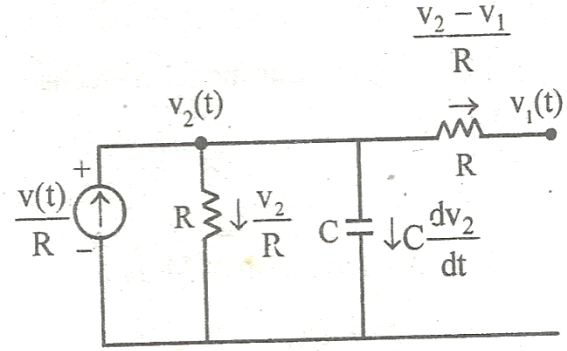 v₂ − v₁
R
v₂(t)
v₁(t)
R
+
v(t)
R
−
R
v₂
R
C
C dv₂
dt